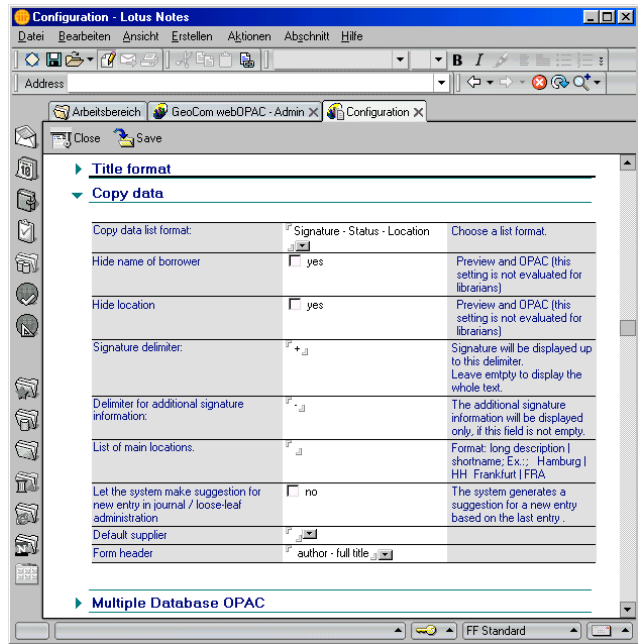 Configuration - Lotus Notes
Datei Bearbeiten Ansicht Erstellen Aktionen Abschnitt Hilfe
B I
Address
Arbeitsbereich GeoCom webOPAC - Admin Configuration
Close Save
Title format
Copy data
Copy data list format: Signature - Status - Location Choose a list format.
Hide name of borrower yes Preview and OPAC (this
setting is not evaluated for
librarians)
Hide location yes Preview and OPAC (this
setting is not evaluated for
librarians)
Signature delimiter: + Signature will be displayed up
to this delimiter.
Leave emtpty to display the
whole text.
Delimiter for additional signature
information: - The additional signature
information will be displayed
only, if this field is not empty.
List of main locations. Format: long description |
shortname; Ex.:; Hamburg |
HH Frankfurt | FRA
Let the system make suggestion for
new entry in journal / loose-leaf
administration no The system generates a
suggestion for a new entry
based on the last entry .
Default supplier
Form header author - full title
Multiple Database OPAC
FF Standard